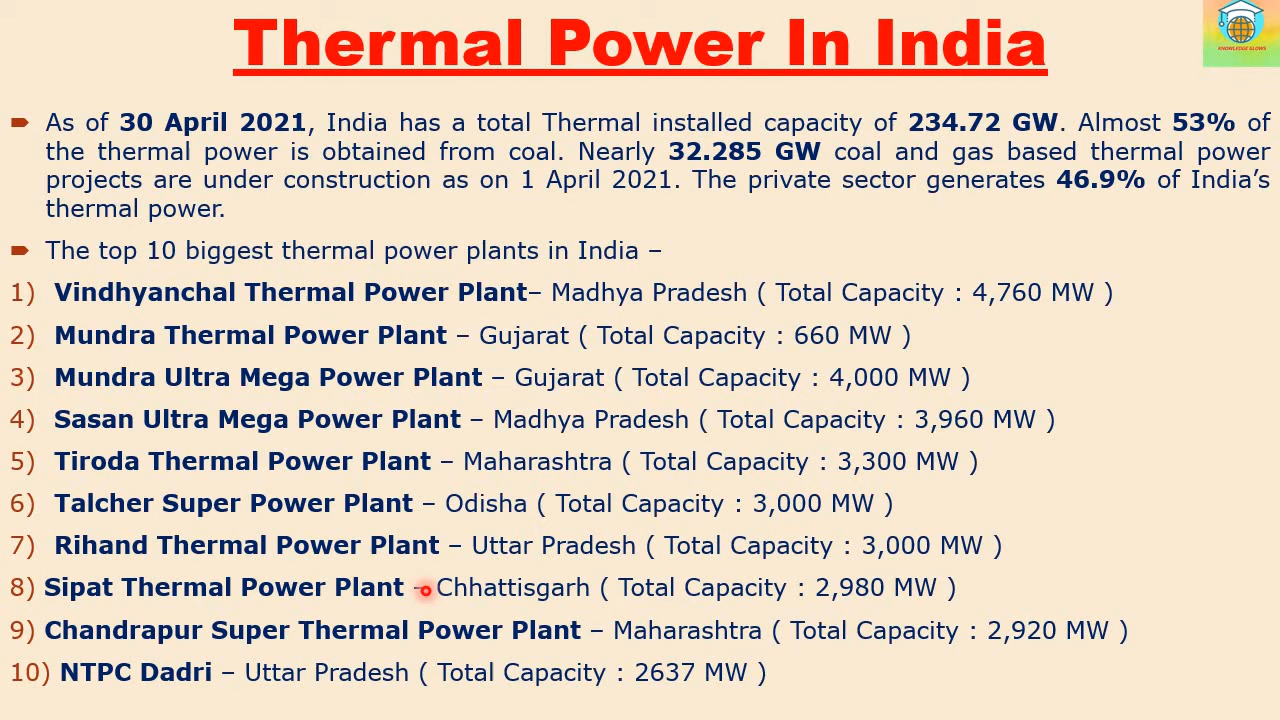 Thermal Power In India
KNOWLEDGE GLOWS
As of 30 April 2021, India has a total Thermal installed capacity of 234.72 GW. Almost 53% of
the thermal power is obtained from coal. Nearly 32.285 GW coal and gas based thermal power
projects are under construction as on 1 April 2021. The private sector generates 46.9% of India's
thermal power.
The top 10 biggest thermal power plants in India –
1) Vindhyanchal Thermal Power Plant– Madhya Pradesh ( Total Capacity : 4,760 MW )
2) Mundra Thermal Power Plant – Gujarat ( Total Capacity : 660 MW )
3) Mundra Ultra Mega Power Plant – Gujarat ( Total Capacity : 4,000 MW )
4) Sasan Ultra Mega Power Plant – Madhya Pradesh ( Total Capacity : 3,960 MW )
5) Tiroda Thermal Power Plant – Maharashtra ( Total Capacity : 3,300 MW )
6) Talcher Super Power Plant – Odisha ( Total Capacity : 3,000 MW )
7) Rihand Thermal Power Plant – Uttar Pradesh ( Total Capacity : 3,000 MW )
8) Sipat Thermal Power Plant – Chhattisgarh ( Total Capacity : 2,980 MW )
9) Chandrapur Super Thermal Power Plant – Maharashtra ( Total Capacity : 2,920 MW )
10) NTPC Dadri – Uttar Pradesh ( Total Capacity : 2637 MW )